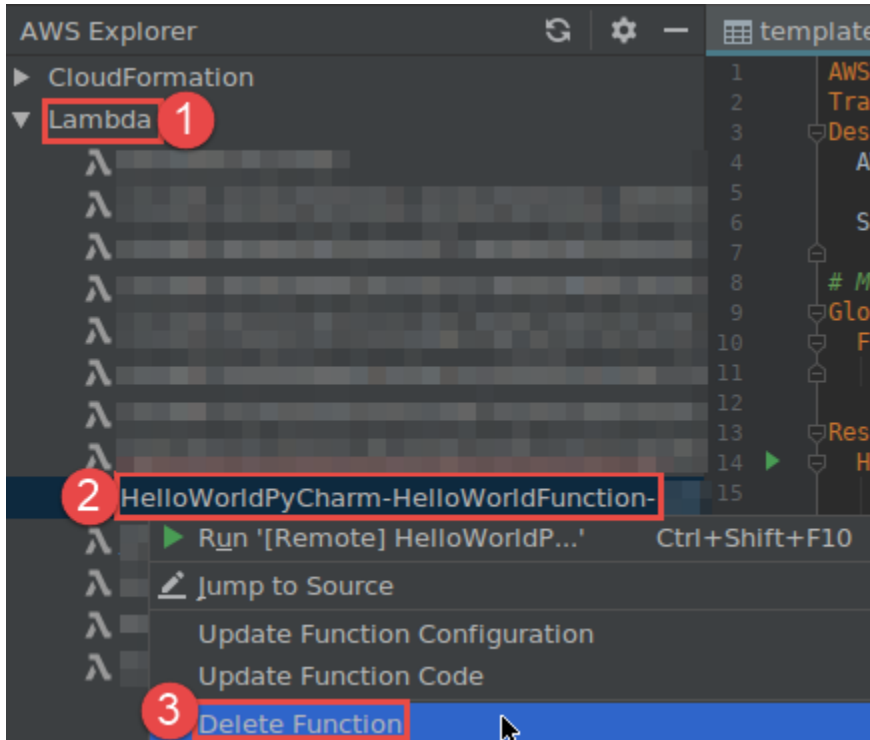 AWS Explorer
template
CloudFormation
Lambda 1
2 HelloWorldPyCharm-HelloWorldFunction-
Run '[Remote] HelloWorldP...' Ctrl+Shift+F10
Jump to Source
Update Function Configuration
Update Function Code
3 Delete Function
1 AWS
2 Tra
3 Des
4 A
5
6 S
7
8 # M
9 Glo
10 F
11
12
13 Res
14 H
15